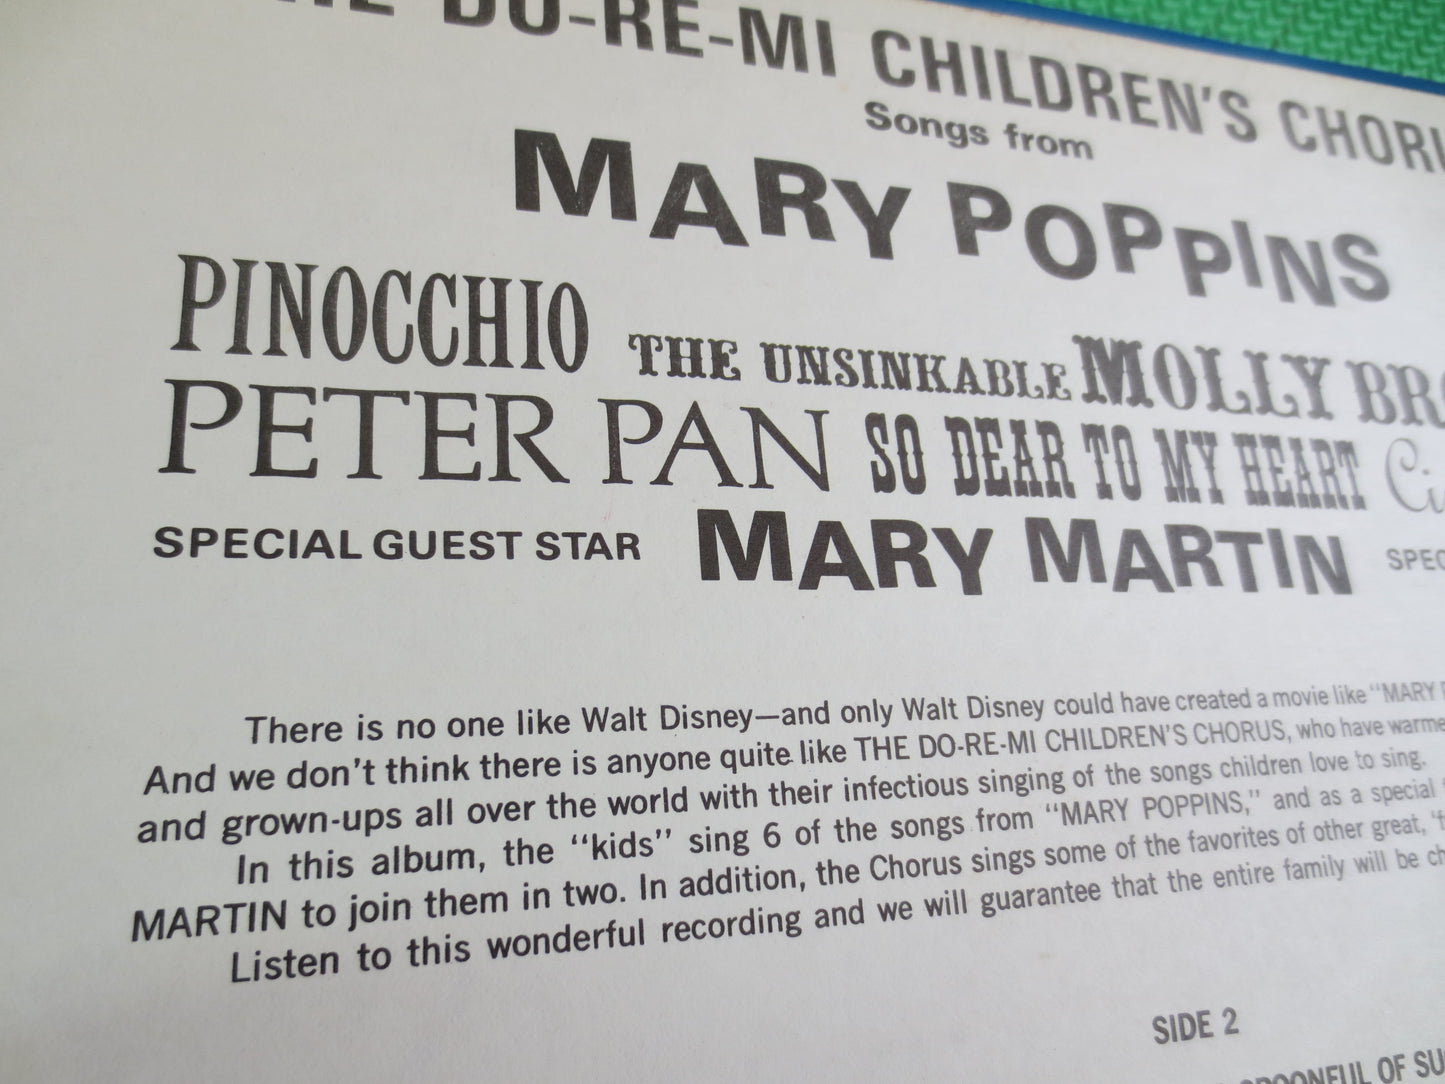 DO-RE-MI CHILDREN'S
Songs from
MARY POPPINS
PINOCCHIO THE UNSINKABLE MOLLY
PETER PAN SO DEAR TO MY HEART
SPECIAL GUEST STAR MARY MARTIN
There is no one like Walt Disney—and only Walt Disney could have created a movie like "MARY
And we don't think there is anyone quite like THE DO-RE-MI CHILDREN'S CHORUS, who have
and grown-ups all over the world with their infectious singing of the songs children love to sing.
In this album, the "kids" sing 6 of the songs from "MARY POPPINS," and as a special
MARTIN to join them in two. In addition, the Chorus sings some of the favorites of other great,
Listen to this wonderful recording and we will guarantee that the entire family will be
SIDE 2
OF